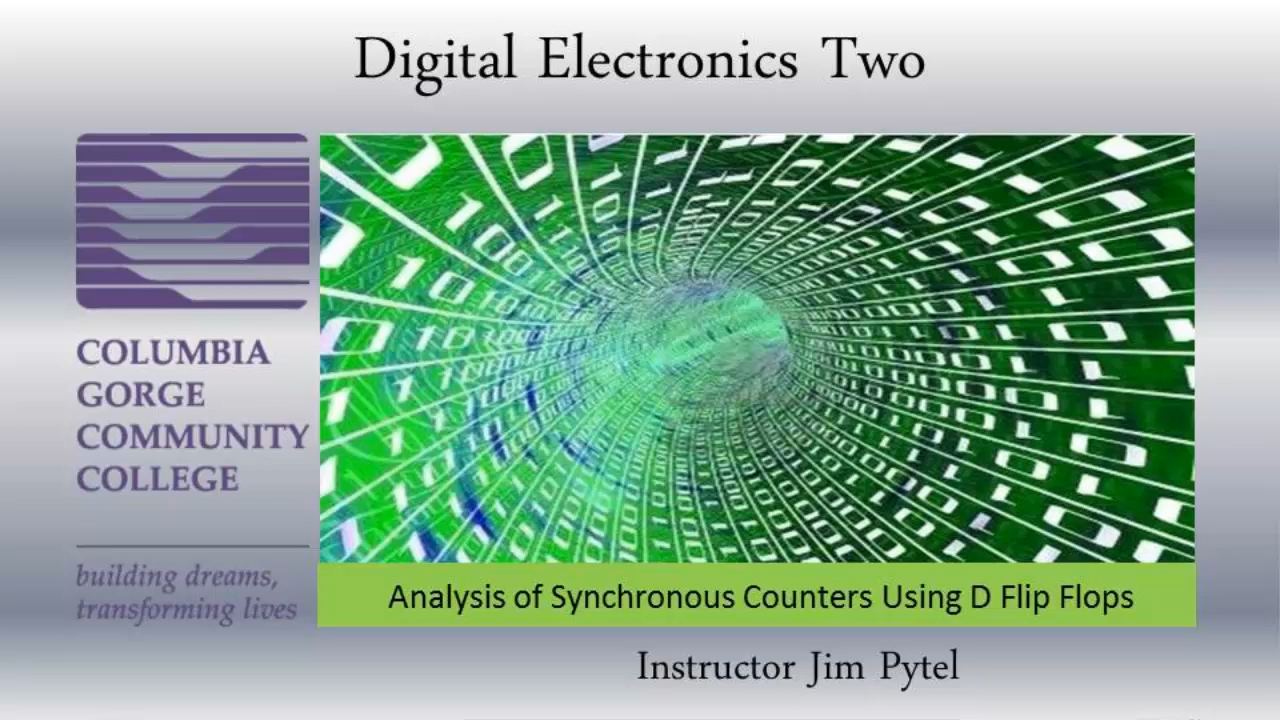 Digital Electronics Two
COLUMBIA
GORGE
COMMUNITY
COLLEGE
building dreams,
transforming lives
Analysis of Synchronous Counters Using D Flip Flops
Instructor Jim Pytel